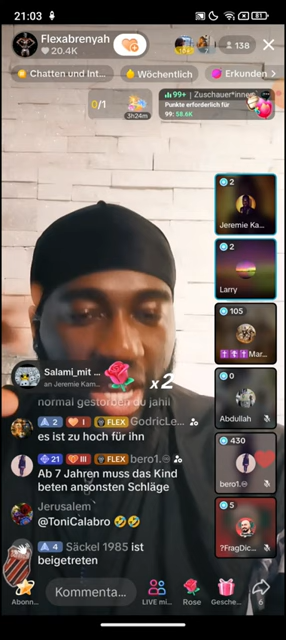 21:03
81
Flexabrenyah
20.4K
138
Chatten und Int...
Wöchentlich
Erkunden
0/1
3h24m
99+ | Zuschauer*innen
Punkte erforderlich für
99: 58.6K
2
Jeremie Ka...
2
Larry
105
Mar...
0
Abdullah
430
bero1.
5
?FragDic...
Salami_mit ...
an Jeremie Kam...
x2
normal gestorben du jahil
2 I FLEX GodricLe...
es ist zu hoch für ihn
21 III FLEX bero1.
Ab 7 Jahren muss das Kind
beten ansonsten Schläge
Jerusalem`
@ToniCalabro 🤣🤣
4 Säckel 1985 ist
beigetreten
Abonn...
Kommenta...
LIVE mi...
Rose
Gesche...
6